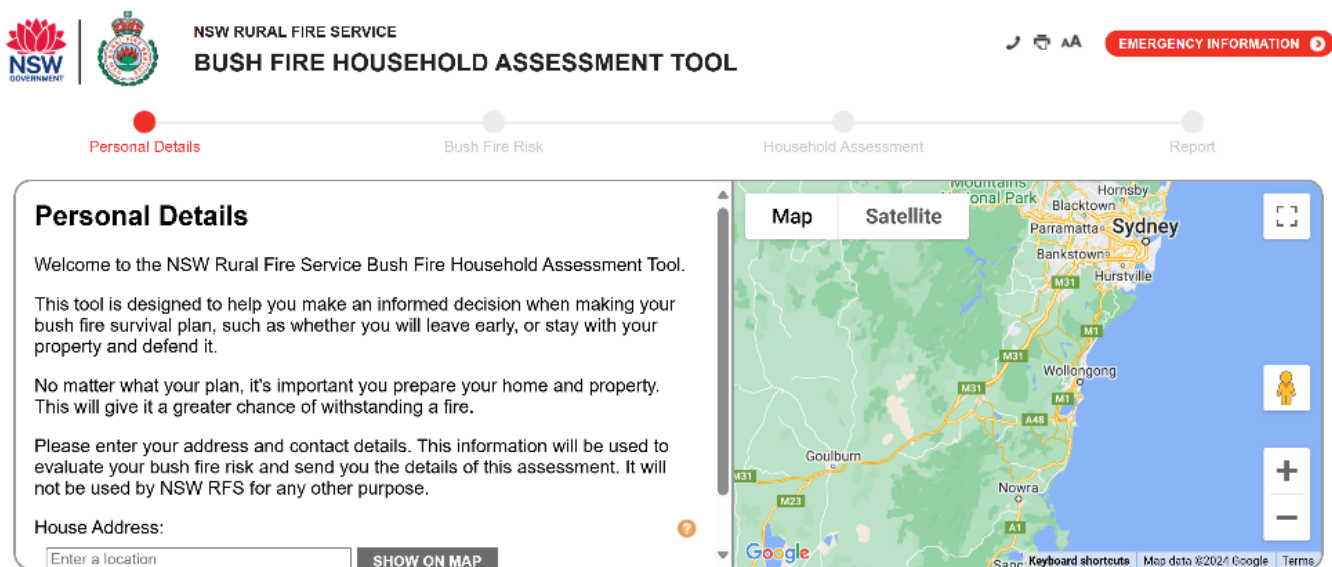 NSW GOVERNMENT
NSW RURAL FIRE SERVICE
BUSH FIRE HOUSEHOLD ASSESSMENT TOOL
AA
EMERGENCY INFORMATION
Personal Details
Bush Fire Risk
Household Assessment
Report
Personal Details
Welcome to the NSW Rural Fire Service Bush Fire Household Assessment Tool.
This tool is designed to help you make an informed decision when making your
bush fire survival plan, such as whether you will leave early, or stay with your
property and defend it.
No matter what your plan, it's important you prepare your home and property.
This will give it a greater chance of withstanding a fire.
Please enter your address and contact details. This information will be used to
evaluate your bush fire risk and send you the details of this assessment. It will
not be used by NSW RFS for any other purpose.
House Address:
?
Enter a location
SHOW ON MAP
Map
Satellite
Mountains
Hornsby
Blacktown
Parramatta
Sydney
Bankstown
Hurstville
M31
M1
M31
Wollongong
M31
M1
A48
Goulburn
M31
M23
Nowra
A1
+
−
Google
Keyboard shortcuts
Map data ©2024 Google
Terms